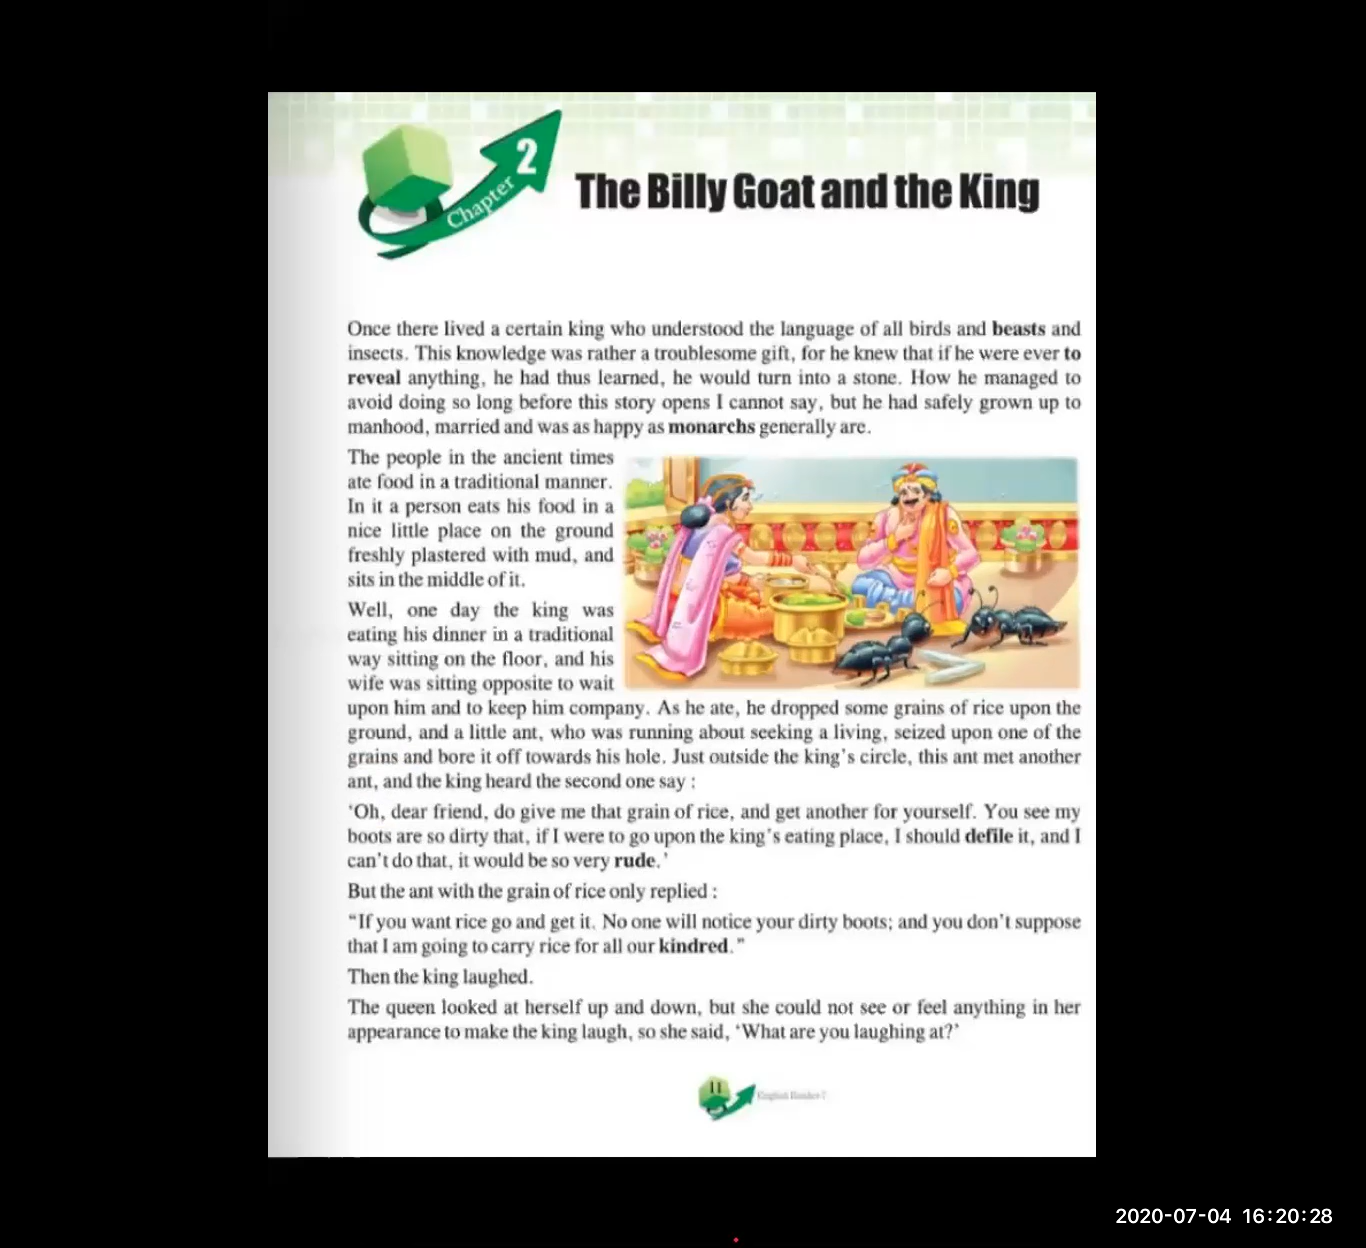 Chapter 2
The Billy Goat and the King
Once there lived a certain king who understood the language of all birds and beasts and
insects. This knowledge was rather a troublesome gift, for he knew that if he were ever to
reveal anything, he had thus learned, he would turn into a stone. How he managed to
avoid doing so long before this story opens I cannot say, but he had safely grown up to
manhood, married and was as happy as monarchs generally are.
The people in the ancient times
ate food in a traditional manner.
In it a person eats his food in a
nice little place on the ground
freshly plastered with mud, and
sits in the middle of it.
Well, one day the king was
eating his dinner in a traditional
way sitting on the floor, and his
wife was sitting opposite to wait
upon him and to keep him company. As he ate, he dropped some grains of rice upon the
ground, and a little ant, who was running about seeking a living, seized upon one of the
grains and bore it off towards his hole. Just outside the king's circle, this ant met another
ant, and the king heard the second one say :
'Oh, dear friend, do give me that grain of rice, and get another for yourself. You see my
boots are so dirty that, if I were to go upon the king's eating place, I should defile it, and I
can't do that, it would be so very rude.'
But the ant with the grain of rice only replied :
"If you want rice go and get it. No one will notice your dirty boots; and you don't suppose
that I am going to carry rice for all our kindred."
Then the king laughed.
The queen looked at herself up and down, but she could not see or feel anything in her
appearance to make the king laugh, so she said, 'What are you laughing at?'
11 English Reader-7
2020-07-04 16:20:28